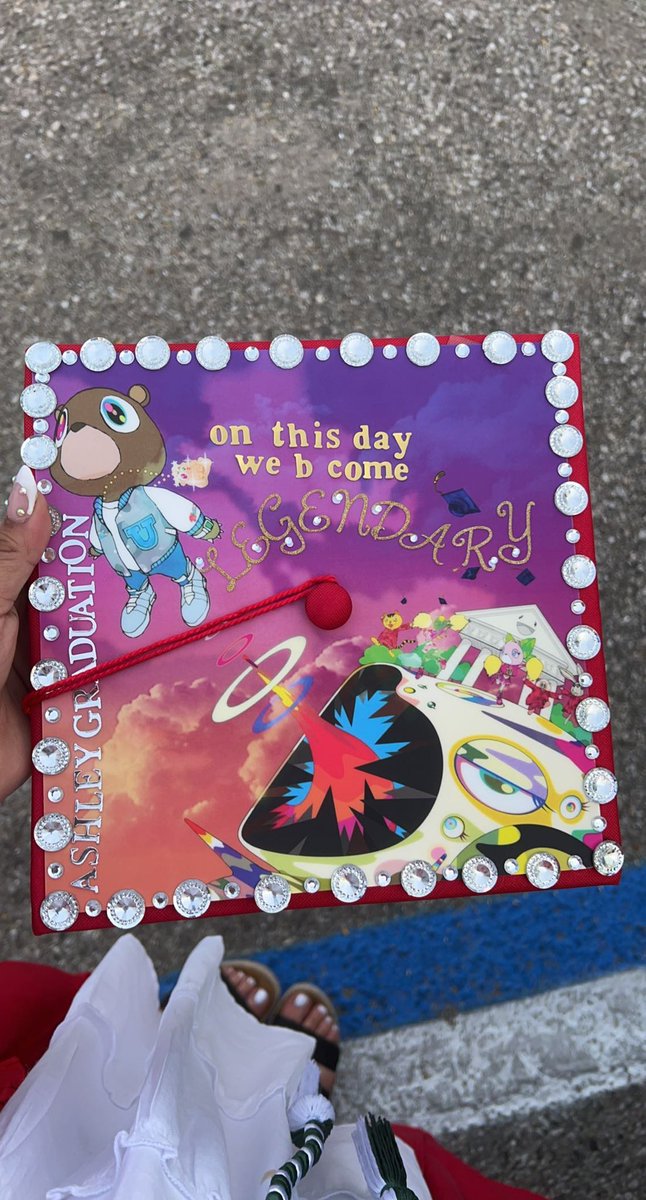 on this day
we b come
LEGENDARY
ASHLEY GRADUATION
U